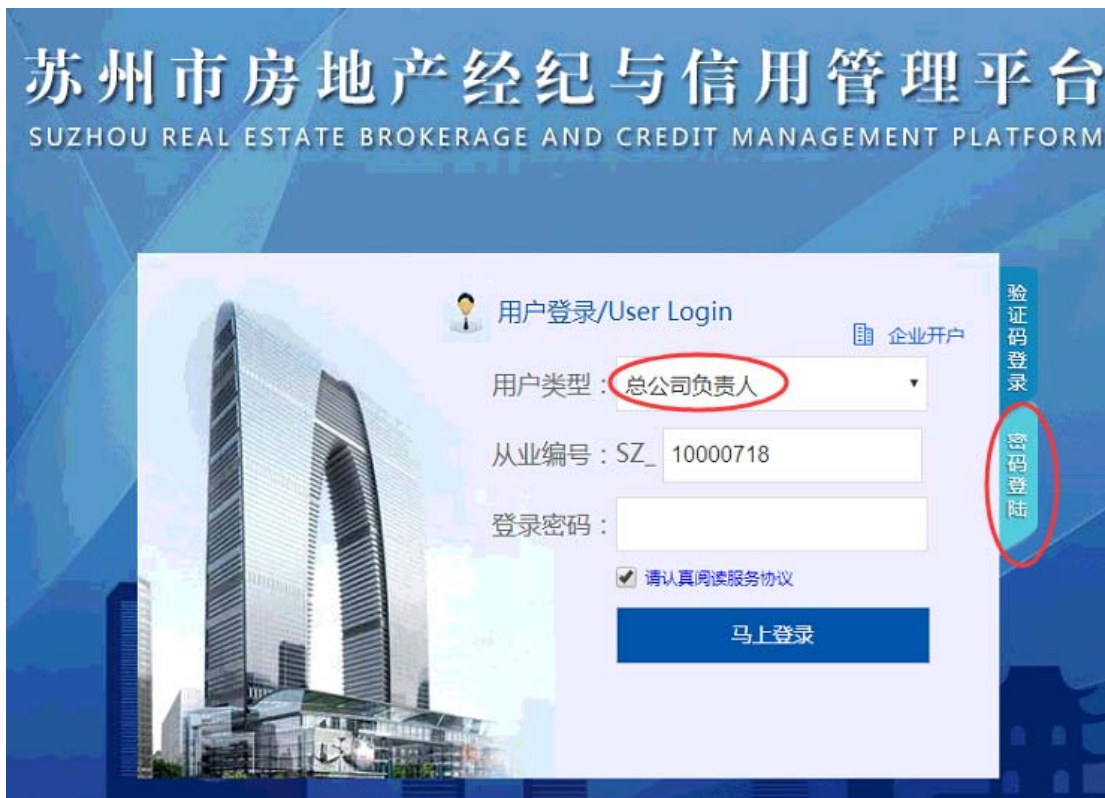 苏州市房地产经纪与信用管理平台
SUZHOU REAL ESTATE BROKERAGE AND CREDIT MANAGEMENT PLATFORM
用户登录/User Login
企业开户
用户类型：总公司负责人
从业编号：SZ_ 10000718
登录密码：
请认真阅读服务协议
马上登录
验证码登录
密码登陆